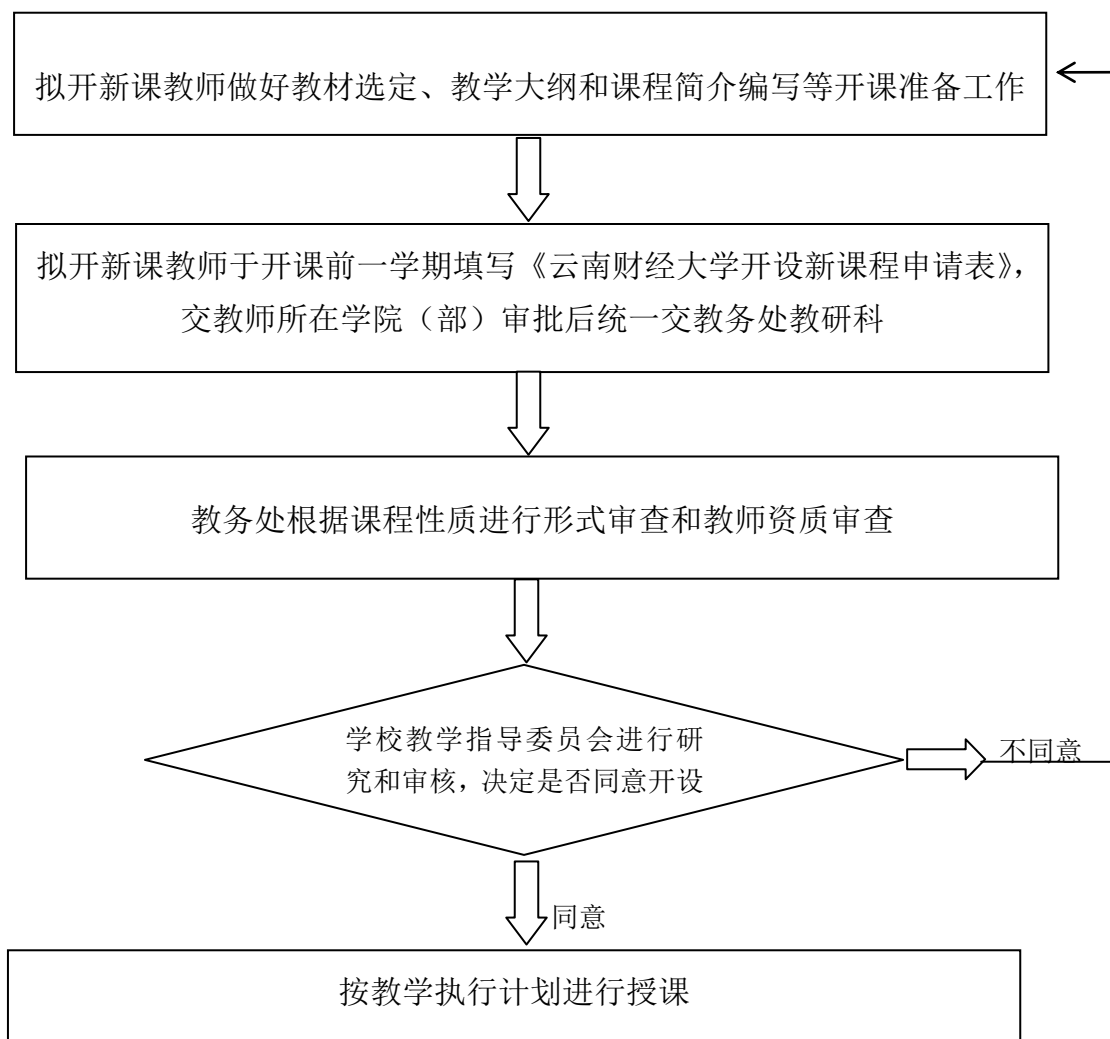 拟开新课教师做好教材选定、教学大纲和课程简介编写等开课准备工作
拟开新课教师于开课前一学期填写《云南财经大学开设新课程申请表》，
交教师所在学院（部）审批后统一交教务处教研科
教务处根据课程性质进行形式审查和教师资质审查
学校教学指导委员会进行研
究和审核，决定是否同意开设
不同意
同意
按教学执行计划进行授课